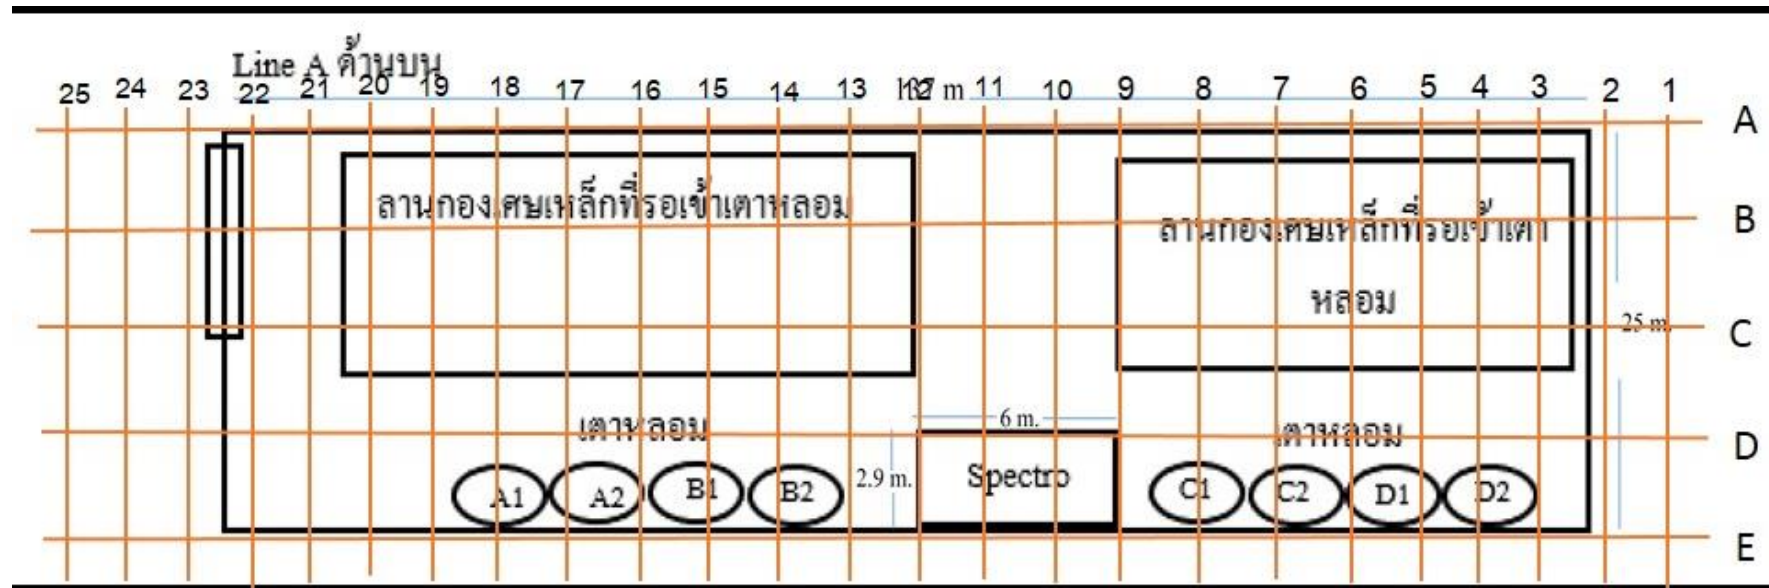 Line A ด้านบน
25 24 23 22 21 20 19 18 17 16 15 14 13 12 11 10 9 8 7 6 5 4 3 2 1
A
ลานกองเศษเหล็กที่รอเข้าเตาหลอม
ลานกองเศษเหล็กที่รอเข้าเตา
หลอม
B
25 m.
C
6 m.
เตาหลอม
เตาหลอม
D
A1 A2 B1 B2 2.9 m. Spectro C1 C2 D1 D2
E